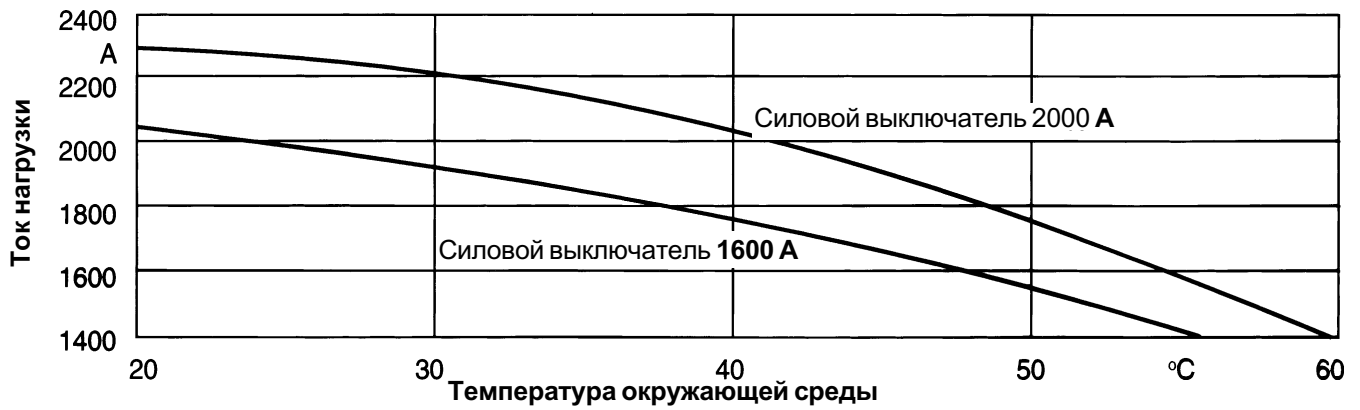 2400
A
2200
2000
1800
1600
1400
Ток нагрузки
Силовой выключатель 2000 А
Силовой выключатель 1600 А
20 30 40 50 °C 60
Температура окружающей среды